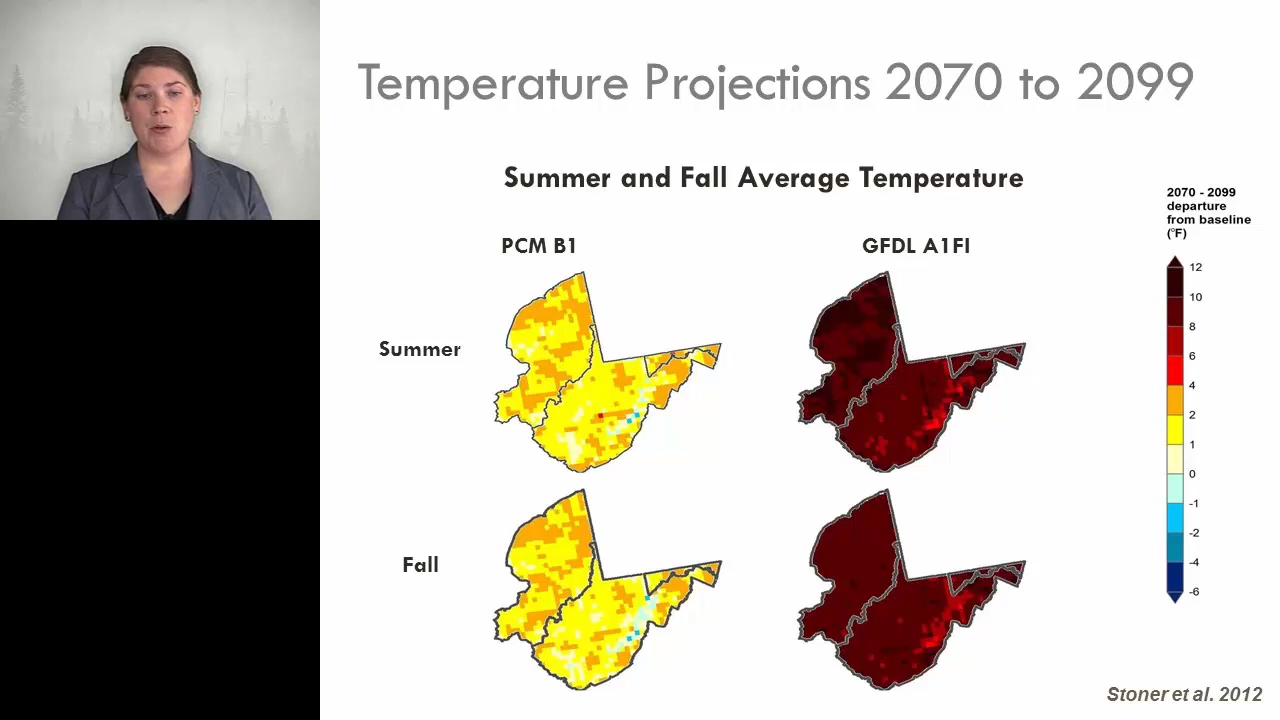 Temperature Projections 2070 to 2099
Summer and Fall Average Temperature
PCM B1
GFDL A1FI
Summer
Fall
2070 - 2099
departure
from baseline
(°F)
12
10
8
6
4
2
1
0
-1
-2
-4
-6
Stoner et al. 2012